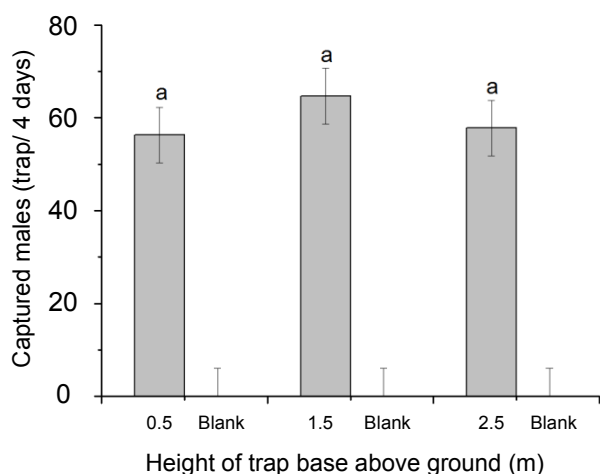 Captured males (trap/ 4 days)
80
60
40
20
0
a
a
a
0.5 Blank 1.5 Blank 2.5 Blank
Height of trap base above ground (m)